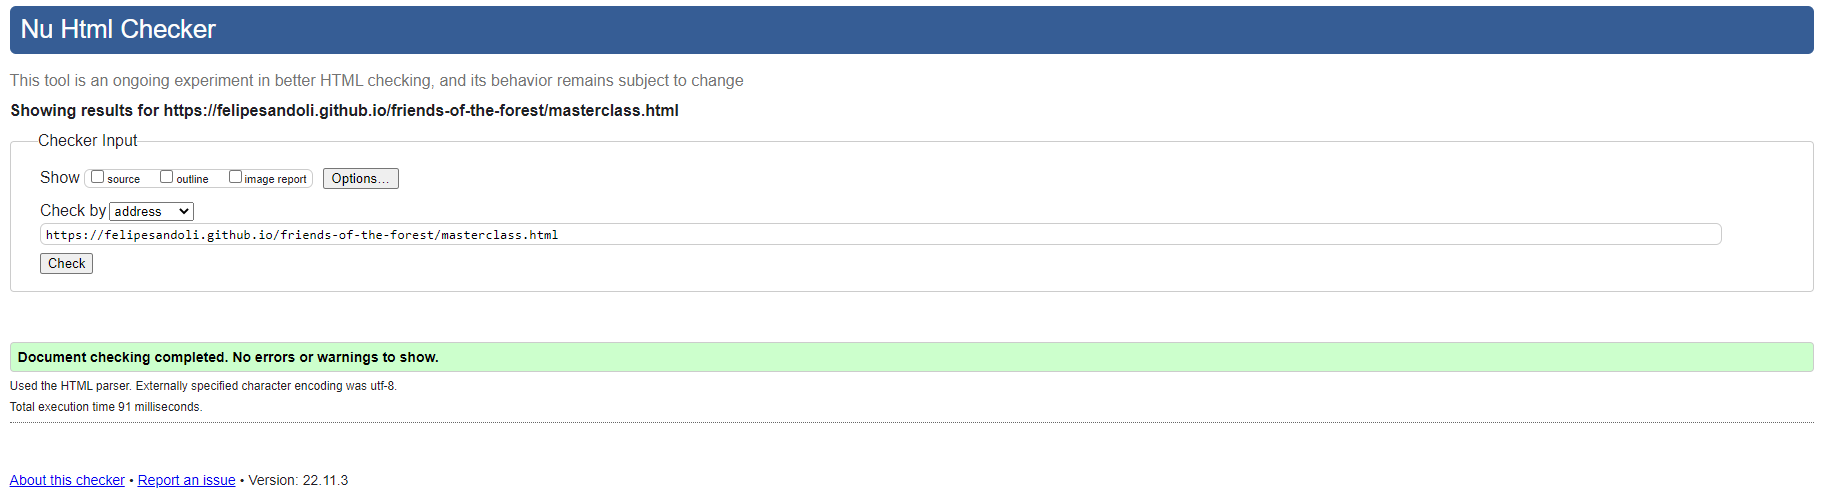 Nu Html Checker
This tool is an ongoing experiment in better HTML checking, and its behavior remains subject to change
Showing results for https://felipesandoli.github.io/friends-of-the-forest/masterclass.html
Checker Input
Show source outline image report Options...
Check by address
https://felipesandoli.github.io/friends-of-the-forest/masterclass.html
Check
Document checking completed. No errors or warnings to show.
Used the HTML parser. Externally specified character encoding was utf-8.
Total execution time 91 milliseconds.
About this checker • Report an issue • Version: 22.11.3